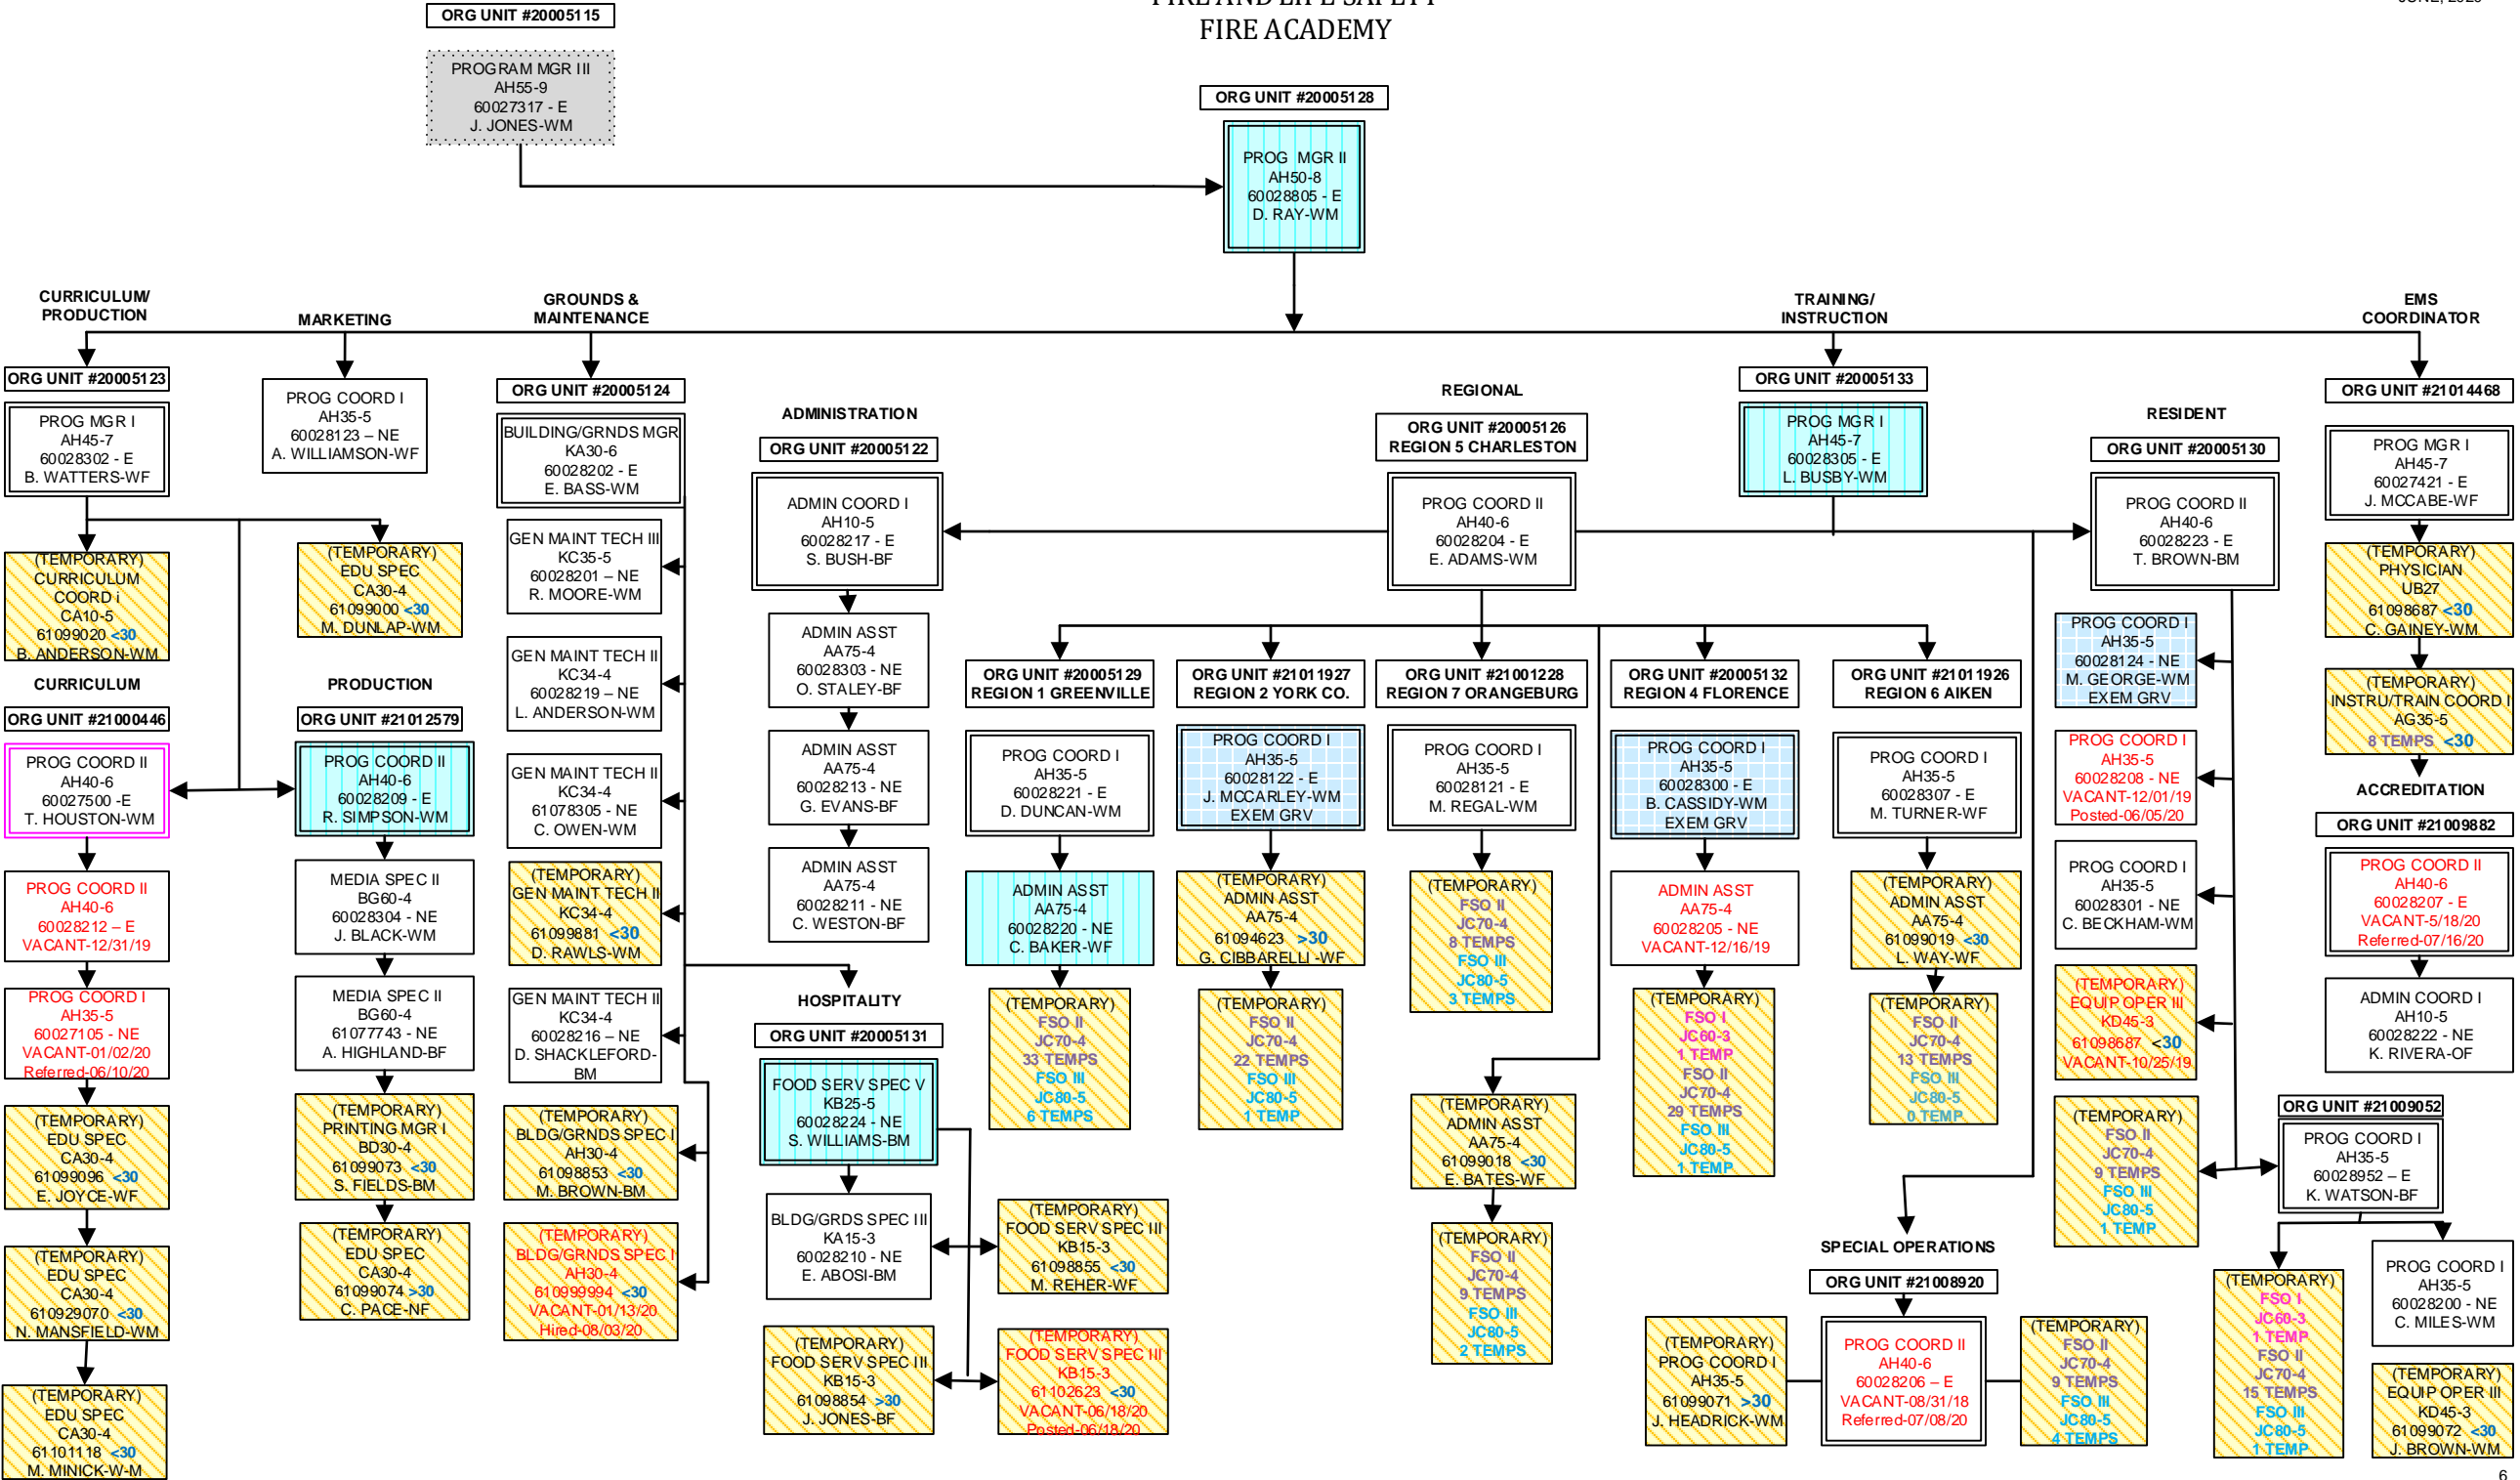 FIRE AND LIFE SAFETY
FIRE ACADEMY
ORG UNIT #20005115
PROGRAM MGR III
AH55-9
60027317 - E
J. JONES-WM
ORG UNIT #20005128
PROG  MGR II
AH50-8
60028805 - E
D. RAY-WM
CURRICULUM/
PRODUCTION
MARKETING
GROUNDS &
MAINTENANCE
TRAINING/
INSTRUCTION
EMS
COORDINATOR
ORG UNIT #20005123
PROG MGR I
AH45-7
60028302 - E
B. WATTERS-WF
(TEMPORARY)
CURRICULUM
COORD i
CA10-5
61099020 <30
B. ANDERSON-WM
(TEMPORARY)
EDU SPEC
CA30-4
61099000 <30
M. DUNLAP-WM
CURRICULUM
ORG UNIT #21000446
PROG COORD II
AH40-6
60027500 -E
T. HOUSTON-WM
PROG COORD II
AH40-6
60028212 – E
VACANT-12/31/19
PROG COORD I
AH35-5
60027105 - NE
VACANT-01/02/20
Referred-06/10/20
(TEMPORARY)
EDU SPEC
CA30-4
61099096 <30
E. JOYCE-WF
(TEMPORARY)
EDU SPEC
CA30-4
610929070 <30
N. MANSFIELD-WM
(TEMPORARY)
EDU SPEC
CA30-4
61101118 <30
M. MINICK-W-M
PRODUCTION
ORG UNIT #21012579
PROG COORD II
AH40-6
60028209 - E
R. SIMPSON-WM
MEDIA SPEC II
BG60-4
60028304 - NE
J. BLACK-WM
MEDIA SPEC II
BG60-4
61077743 - NE
A. HIGHLAND-BF
(TEMPORARY)
PRINTING MGR I
BD30-4
61099073 <30
S. FIELDS-BM
(TEMPORARY)
EDU SPEC
CA30-4
61099074 >30
C. PACE-NF
PROG COORD I
AH35-5
60028123 – NE
A. WILLIAMSON-WF
ORG UNIT #20005124
BUILDING/GRNDS MGR
KA30-6
60028202 - E
E. BASS-WM
GEN MAINT TECH III
KC35-5
60028201 – NE
R. MOORE-WM
GEN MAINT TECH II
KC34-4
60028219 – NE
L. ANDERSON-WM
GEN MAINT TECH II
KC34-4
61078305 - NE
C. OWEN-WM
(TEMPORARY)
GEN MAINT TECH II
KC34-4
61099881 <30
D. RAWLS-WM
GEN MAINT TECH II
KC34-4
60028216 – NE
D. SHACKLEFORD-
BM
(TEMPORARY)
BLDG/GRNDS SPEC I
AH30-4
61098853 <30
M. BROWN-BM
(TEMPORARY)
BLDG/GRNDS SPEC I
AH30-4
610999994 <30
VACANT-01/13/20
Hired-08/03/20
HOSPITALITY
ORG UNIT #20005131
FOOD SERV SPEC V
KB25-5
60028224 - NE
S. WILLIAMS-BM
BLDG/GRDS SPEC III
KA15-3
60028210 - NE
E. ABOSI-BM
(TEMPORARY)
FOOD SERV SPEC III
KB15-3
61098855 <30
M. REHER-WF
(TEMPORARY)
FOOD SERV SPEC III
KB15-3
61098854 >30
J. JONES-BF
(TEMPORARY)
FOOD SERV SPEC III
KB15-3
61102623 <30
VACANT-06/18/20
Posted-06/18/20
ADMINISTRATION
ORG UNIT #20005122
ADMIN COORD I
AH10-5
60028217 - E
S. BUSH-BF
ADMIN ASST
AA75-4
60028303 - NE
O. STALEY-BF
ADMIN ASST
AA75-4
60028213 - NE
G. EVANS-BF
ADMIN ASST
AA75-4
60028211 - NE
C. WESTON-BF
REGIONAL
ORG UNIT #20005126
REGION 5 CHARLESTON
PROG COORD II
AH40-6
60028204 - E
E. ADAMS-WM
ORG UNIT #20005129
REGION 1 GREENVILLE
PROG COORD I
AH35-5
60028221 - E
D. DUNCAN-WM
ADMIN ASST
AA75-4
60028220 - NE
C. BAKER-WF
(TEMPORARY)
FSO II
JC70-4
33 TEMPS
FSO III
JC80-5
6 TEMPS
ORG UNIT #21011927
REGION 2 YORK CO.
PROG COORD I
AH35-5
60028122 - E
J. MCCARLEY-WM
EXEM GRV
(TEMPORARY)
ADMIN ASST
AA75-4
61094623  >30
G. CIBBARELLI -WF
(TEMPORARY)
FSO II
JC70-4
22 TEMPS
FSO III
JC80-5
1 TEMP
ORG UNIT #21001228
REGION 7 ORANGEBURG
PROG COORD I
AH35-5
60028121 - E
M. REGAL-WM
(TEMPORARY)
FSO II
JC70-4
8 TEMPS
FSO III
JC80-5
3 TEMPS
(TEMPORARY)
ADMIN ASST
AA75-4
61099018 <30
E. BATES-WF
(TEMPORARY)
FSO II
JC70-4
9 TEMPS
FSO III
JC80-5
2 TEMPS
ORG UNIT #20005132
REGION 4 FLORENCE
PROG COORD I
AH35-5
60028300 - E
B. CASSIDY-WM
EXEM GRV
ADMIN ASST
AA75-4
60028205 - NE
VACANT-12/16/19
(TEMPORARY)
FSO I
JC60-3
1 TEMP
FSO II
JC70-4
29 TEMPS
FSO III
JC80-5
1 TEMP
ORG UNIT #21011926
REGION 6 AIKEN
PROG COORD I
AH35-5
60028307 - E
M. TURNER-WF
(TEMPORARY)
ADMIN ASST
AA75-4
61099019 <30
L. WAY-WF
(TEMPORARY)
FSO II
JC70-4
13 TEMPS
FSO III
JC80-5
0 TEMP
ORG UNIT #20005133
PROG MGR I
AH45-7
60028305 - E
L. BUSBY-WM
SPECIAL OPERATIONS
ORG UNIT #21008920
(TEMPORARY)
PROG COORD I
AH35-5
61099071 >30
J. HEADRICK-WM
PROG COORD II
AH40-6
60028206 – E
VACANT-08/31/18
Referred-07/08/20
(TEMPORARY)
FSO II
JC70-4
9 TEMPS
FSO III
JC80-5
4 TEMPS
RESIDENT
ORG UNIT #20005130
PROG COORD II
AH40-6
60028223 - E
T. BROWN-BM
PROG COORD I
AH35-5
60028124 - NE
M. GEORGE-WM
EXEM GRV
PROG COORD I
AH35-5
60028208 - NE
VACANT-12/01/19
Posted-06/05/20
PROG COORD I
AH35-5
60028301 - NE
C. BECKHAM-WM
(TEMPORARY)
EQUIP OPER III
KD45-3
61098687 <30
VACANT-10/25/19
(TEMPORARY)
FSO II
JC70-4
9 TEMPS
FSO III
JC80-5
1 TEMP
ORG UNIT #21009052
PROG COORD I
AH35-5
60028952 – E
K. WATSON-BF
(TEMPORARY)
FSO I
JC60-3
1 TEMP
FSO II
JC70-4
15 TEMPS
FSO III
JC80-5
1 TEMP
PROG COORD I
AH35-5
60028200 - NE
C. MILES-WM
(TEMPORARY)
EQUIP OPER III
KD45-3
61099072 <30
J. BROWN-WM
ORG UNIT #21014468
PROG MGR I
AH45-7
60027421 - E
J. MCCABE-WF
(TEMPORARY)
PHYSICIAN
UB27
61098687 <30
C. GAINEY-WM
(TEMPORARY)
INSTRU/TRAIN COORD I
AG35-5
8 TEMPS <30
ACCREDITATION
ORG UNIT #21009882
PROG COORD II
AH40-6
60028207 - E
VACANT-5/18/20
Referred-07/16/20
ADMIN COORD I
AH10-5
60028222 - NE
K. RIVERA-OF
6